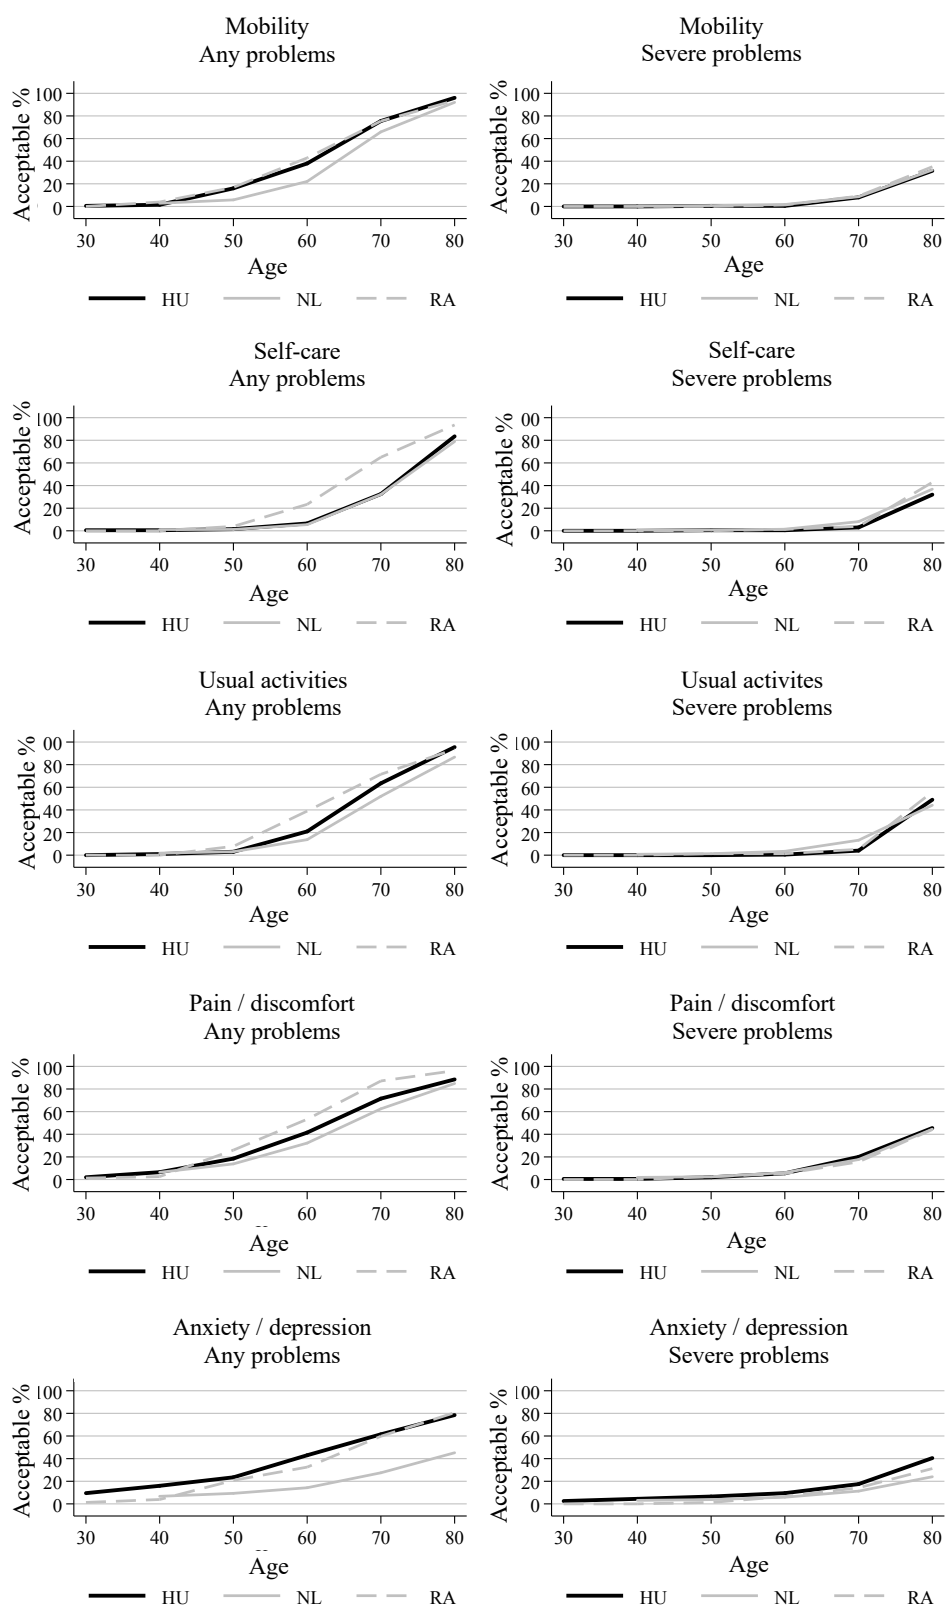 Mobility
Any problems
Acceptable %
100
80
60
40
20
0
30 40 50 60 70 80
Age
HU NL RA
Mobility
Severe problems
Acceptable %
100
80
60
40
20
0
30 40 50 60 70 80
Age
HU NL RA
Self-care
Any problems
Acceptable %
100
80
60
40
20
0
30 40 50 60 70 80
Age
HU NL RA
Self-care
Severe problems
Acceptable %
00
80
60
40
20
0
30 40 50 60 70 80
Age
HU NL RA
Usual activities
Any problems
Acceptable %
00
80
60
40
20
0
30 40 50 60 70 80
Age
HU NL RA
Usual activites
Severe problems
Acceptable %
100
80
60
40
20
0
30 40 50 60 70 80
Age
HU NL RA
Pain / discomfort
Any problems
Acceptable %
100
80
60
40
20
0
30 40 50 60 70 80
Age
HU NL RA
Pain / discomfort
Severe problems
Acceptable %
100
80
60
40
20
0
30 40 50 60 70 80
Age
HU NL RA
Anxiety / depression
Any problems
Acceptable %
100
80
60
40
20
0
30 40 50 60 70 80
Age
HU NL RA
Anxiety / depression
Severe problems
Acceptable %
100
80
60
40
20
0
30 40 50 60 70 80
Age
HU NL RA